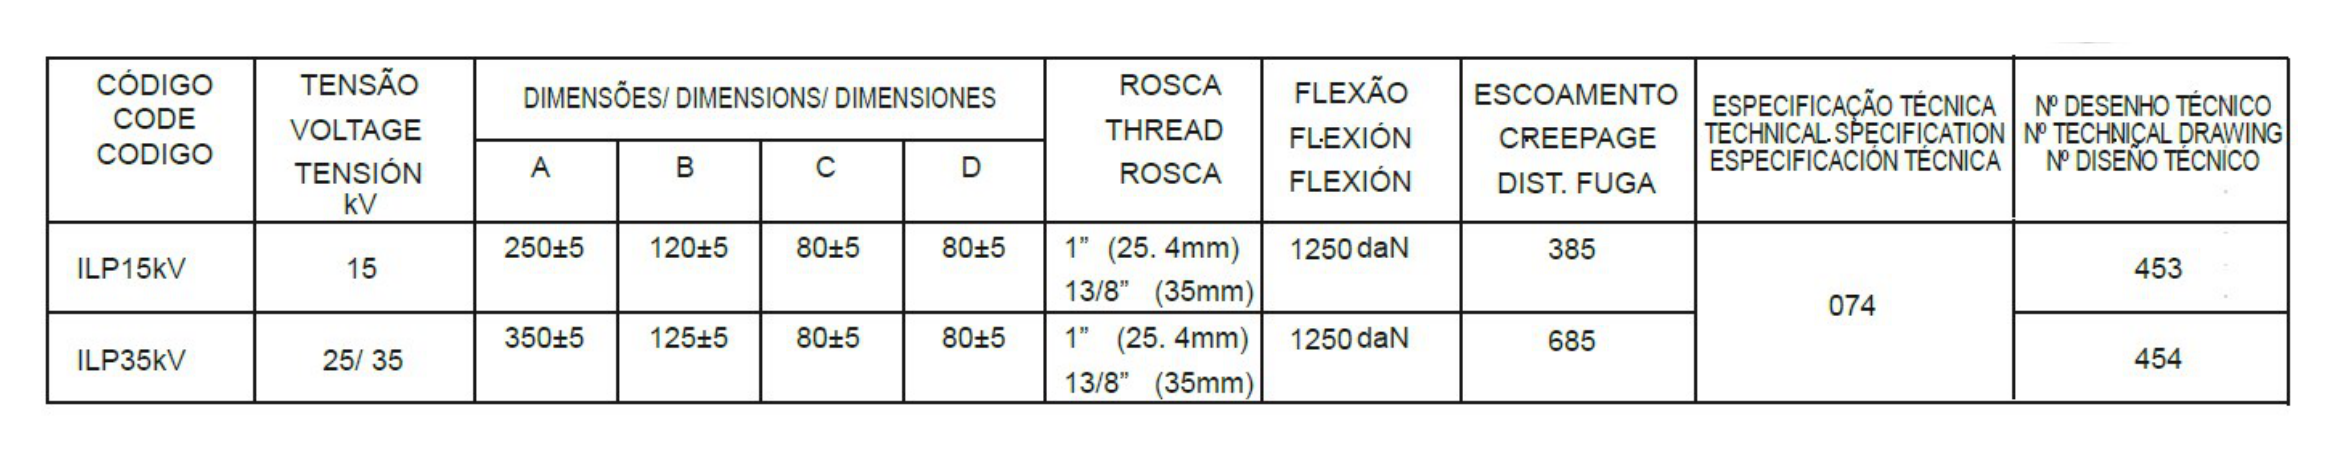 CÓDIGO
CODE
CODIGO
TENSÃO
VOLTAGE
TENSIÓN
kV
DIMENSÕES/ DIMENSIONS/ DIMENSIONES
A B C D
ROSCA
THREAD
ROSCA
FLEXÃO
FLEXIÓN
FLEXIÓN
ESCOAMENTO
CREEPAGE
DIST. FUGA
ESPECIFICAÇÃO TÉCNICA
TECHNICAL SPECIFICATION
ESPECIFICACIÓN TÉCNICA
Nº DESENHO TÉCNICO
Nº TECHNICAL DRAWING
Nº DISEÑO TÉCNICO
ILP15kV 15 250±5 120±5 80±5 80±5 1” (25. 4mm) 1250 daN 385 453
13/8” (35mm)
074
ILP35kV 25/ 35 350±5 125±5 80±5 80±5 1” (25. 4mm) 1250 daN 685 454
13/8” (35mm)